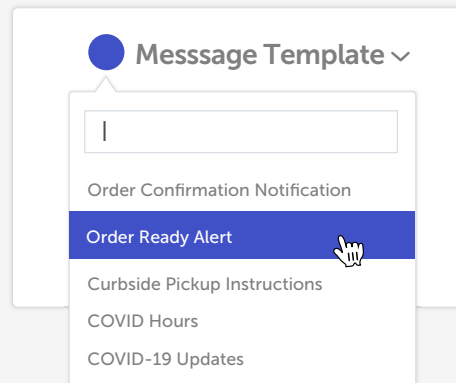 Messsage Template
Order Confirmation Notification
Order Ready Alert
Curbside Pickup Instructions
COVID Hours
COVID-19 Updates